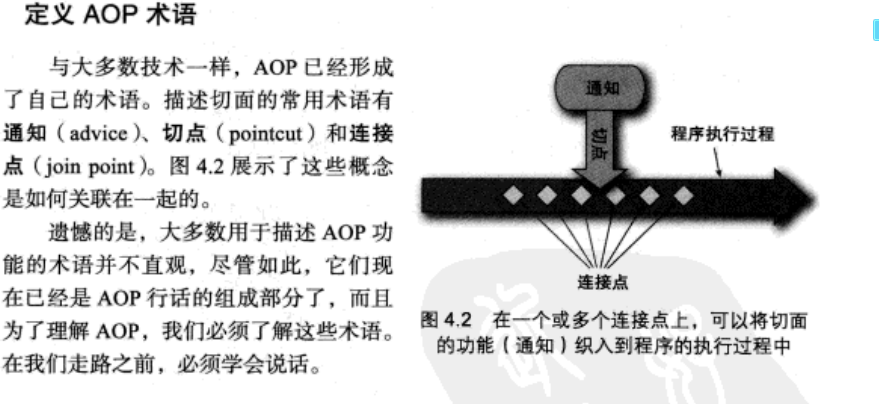 定义 AOP 术语
与大多数技术一样，AOP 已经形成
了自己的术语。描述切面的常用术语有
通知（advice）、切点（pointcut）和连接
点（join point）。图 4.2 展示了这些概念
是如何关联在一起的。
遗憾的是，大多数用于描述 AOP 功
能的术语并不直观，尽管如此，它们现
在已经是 AOP 行话的组成部分了，而且
为了理解 AOP，我们必须了解这些术语。
在我们走路之前，必须学会说话。
通知
切点
程序执行过程
连接点
图 4.2 在一个或多个连接点上，可以将切面
的功能（通知）织入到程序的执行过程中